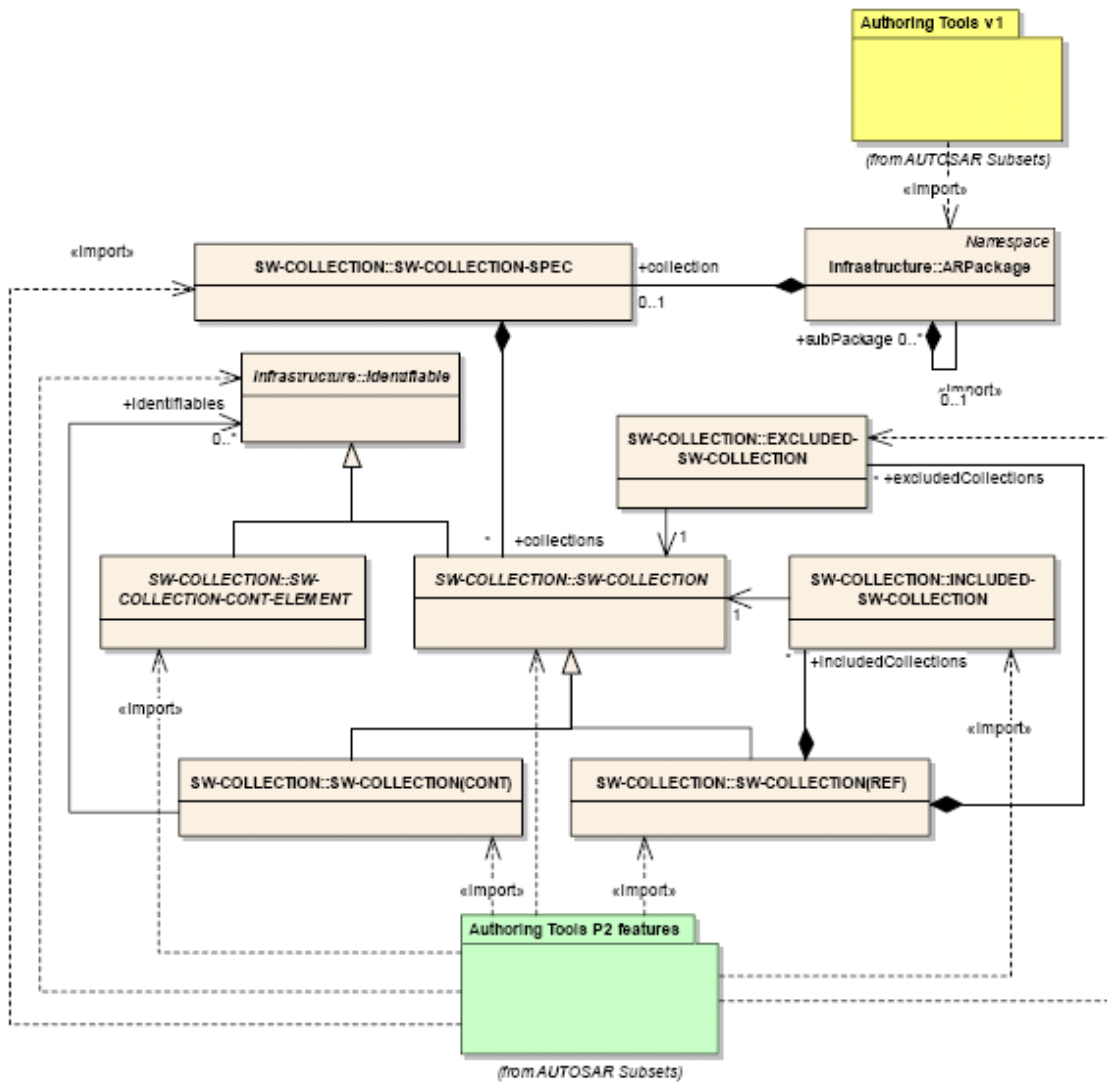 Authoring Tools v1
(from AUTOSAR Subsets)
«import»
«import»
SW-COLLECTION::SW-COLLECTION-SPEC
+collection
0..1
Namespace
Infrastructure::ARPackage
+subPackage 0..*
«import»
0..1
Infrastructure::Identifiable
+identifiables
0..*
SW-COLLECTION::EXCLUDED-
SW-COLLECTION
* +excludedCollections
1
* +collections
SW-COLLECTION::SW-
COLLECTION-CONT-ELEMENT
SW-COLLECTION::SW-COLLECTION
SW-COLLECTION::INCLUDED-
SW-COLLECTION
1
* +includedCollections
«import»
«import»
SW-COLLECTION::SW-COLLECTION(CONT)
SW-COLLECTION::SW-COLLECTION(REF)
«import»
«import»
Authoring Tools P2 features
(from AUTOSAR Subsets)